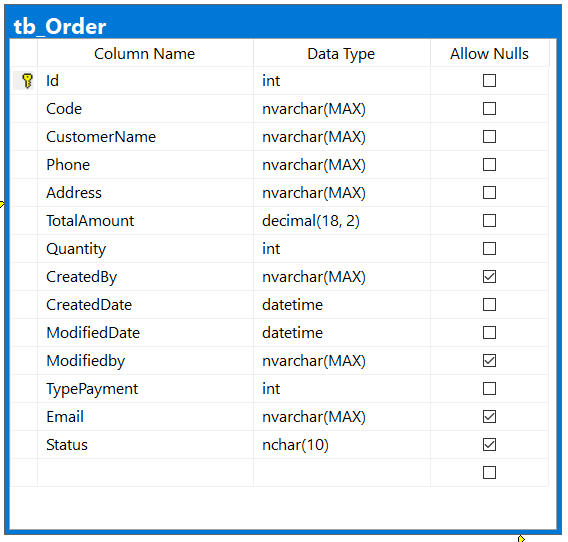 tb_Order
Column Name Data Type Allow Nulls
Id int
Code nvarchar(MAX)
CustomerName nvarchar(MAX)
Phone nvarchar(MAX)
Address nvarchar(MAX)
TotalAmount decimal(18, 2)
Quantity int
CreatedBy nvarchar(MAX)
CreatedDate datetime
ModifiedDate datetime
Modifiedby nvarchar(MAX)
TypePayment int
Email nvarchar(MAX)
Status nchar(10)